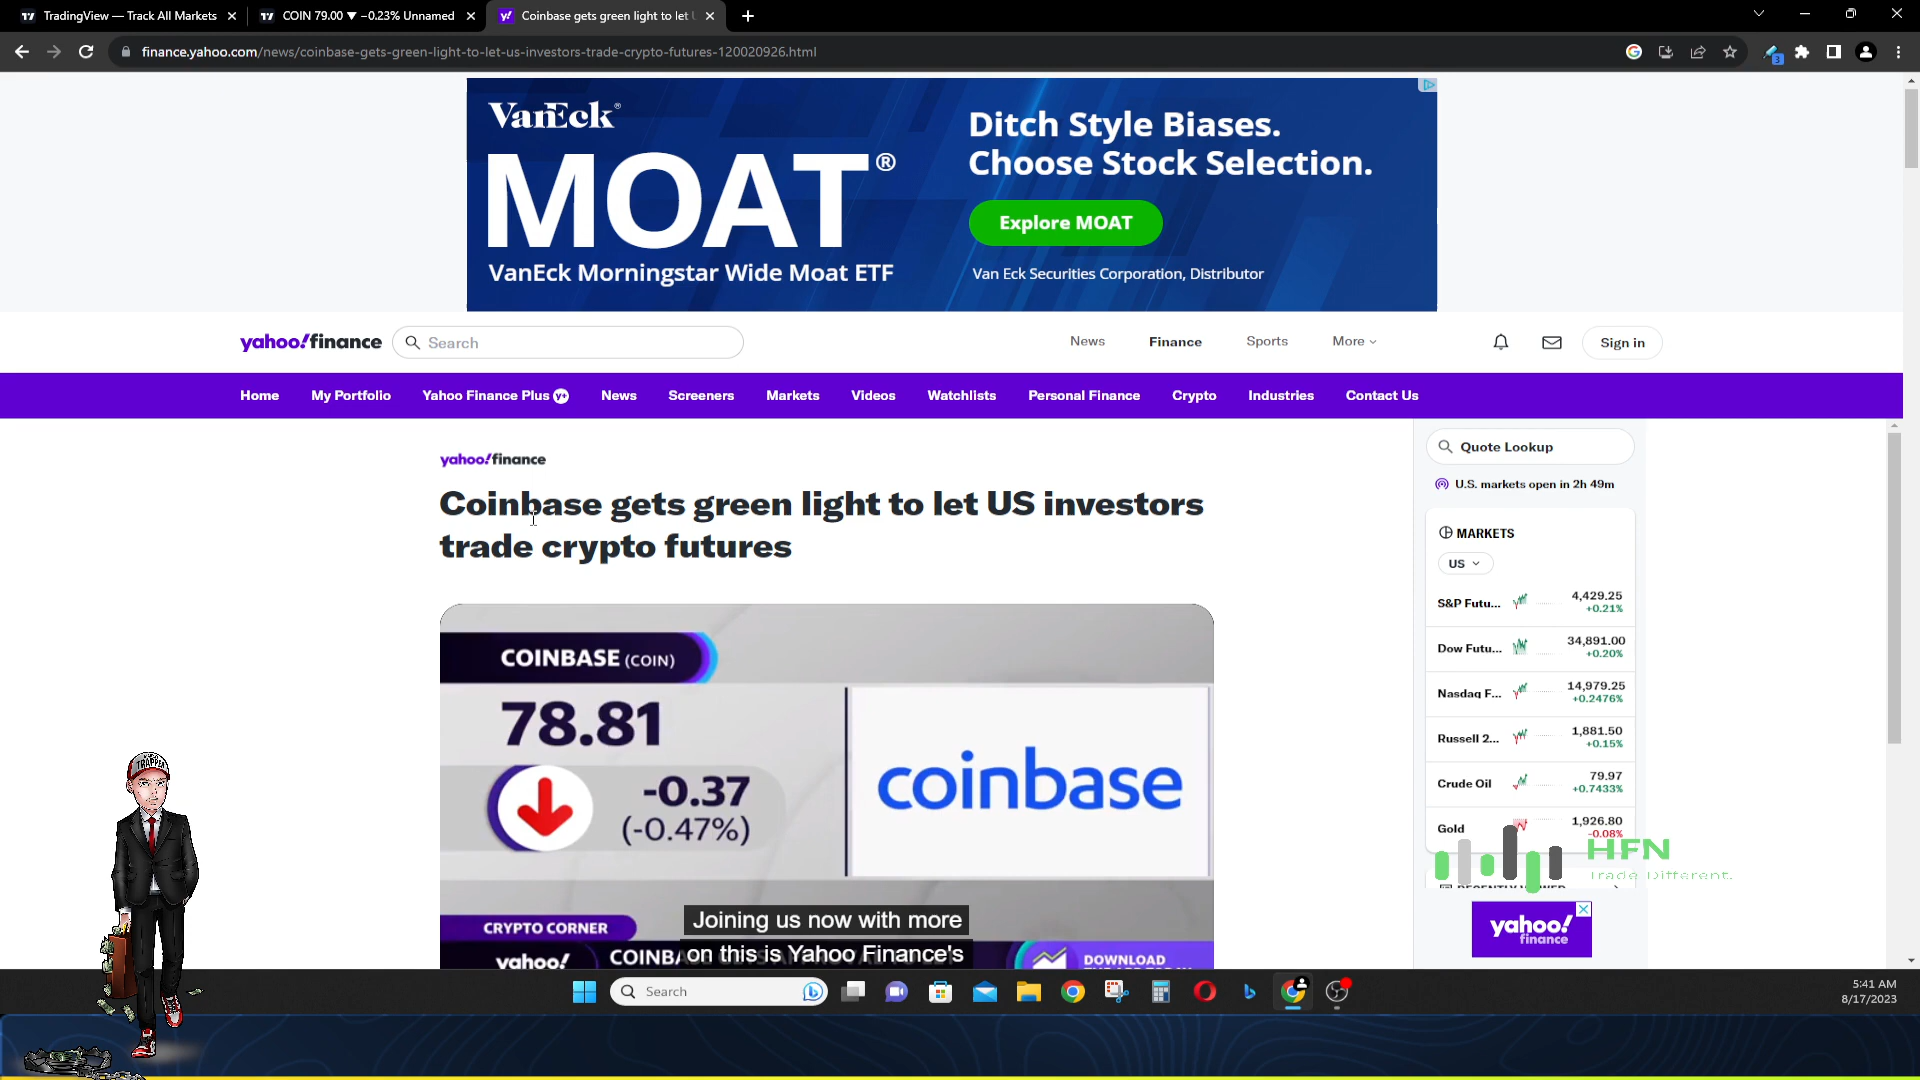 TradingView — Track All Markets
COIN 79.00 ▼ −0.23% Unnamed
Coinbase gets green light to let U
finance.yahoo.com/news/coinbase-gets-green-light-to-let-us-investors-trade-crypto-futures-120020926.html
3
VanEck®
MOAT®
VanEck Morningstar Wide Moat ETF
Ditch Style Biases.
Choose Stock Selection.
Explore MOAT
Van Eck Securities Corporation, Distributor
yahoo!finance
Search
News
Finance
Sports
More
Sign in
Home
My Portfolio
Yahoo Finance Plus y+
News
Screeners
Markets
Videos
Watchlists
Personal Finance
Crypto
Industries
Contact Us
yahoo!finance
Coinbase gets green light to let US investors
trade crypto futures
COINBASE (COIN)
78.81
-0.37
(-0.47%)
coinbase
CRYPTO CORNER
yahoo!
COINBA
Joining us now with more
on this is Yahoo Finance's
DOWNLOAD
Quote Lookup
U.S. markets open in 2h 49m
MARKETS
US
S&P Futu... 4,429.25
+0.21%
Dow Futu... 34,891.00
+0.20%
Nasdaq F... 14,979.25
+0.2476%
Russell 2... 1,881.50
+0.15%
Crude Oil 79.97
+0.7433%
Gold 1,926.80
-0.08%
HFN
Trade Different.
RECENTLY VIEWED
yahoo!
finance
TRAPPER
Search
5:41 AM
8/17/2023